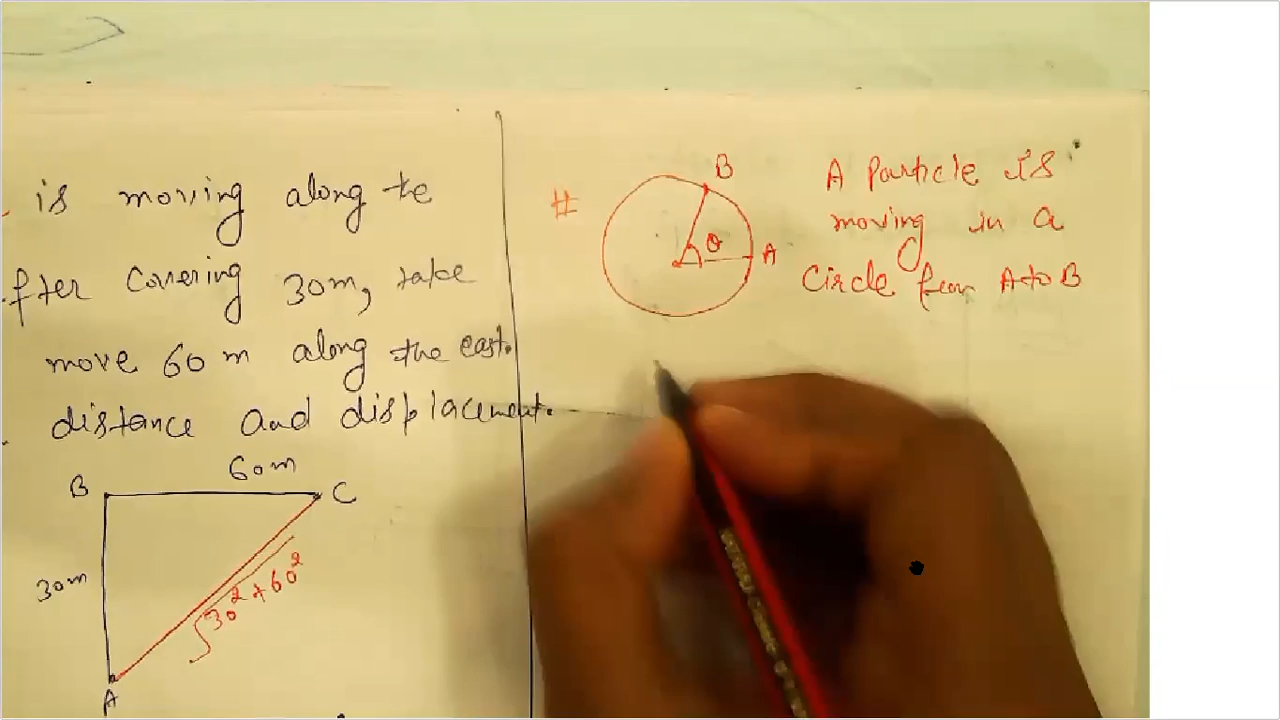 is moving along te
fter covering 30m, take
move 60 m along the east.
distance and displacement.
60m
B
C
30m
√30²+60²
A
#
B
θ
A
A Particle is
moving in a
Circle from A to B